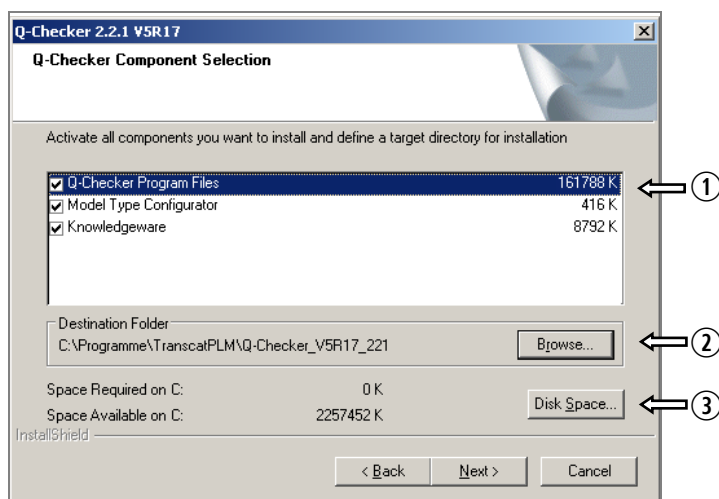 Q-Checker 2.2.1 V5R17
Q-Checker Component Selection
Activate all components you want to install and define a target directory for installation
Q-Checker Program Files 161788 K
Model Type Configurator 416 K
Knowledgeware 8792 K
1
Destination Folder
C:\Programme\TranscatPLM\Q-Checker_V5R17_221
Browse...
2
Space Required on C: 0 K
Space Available on C: 2257452 K
Disk Space...
3
InstallShield
< Back Next > Cancel